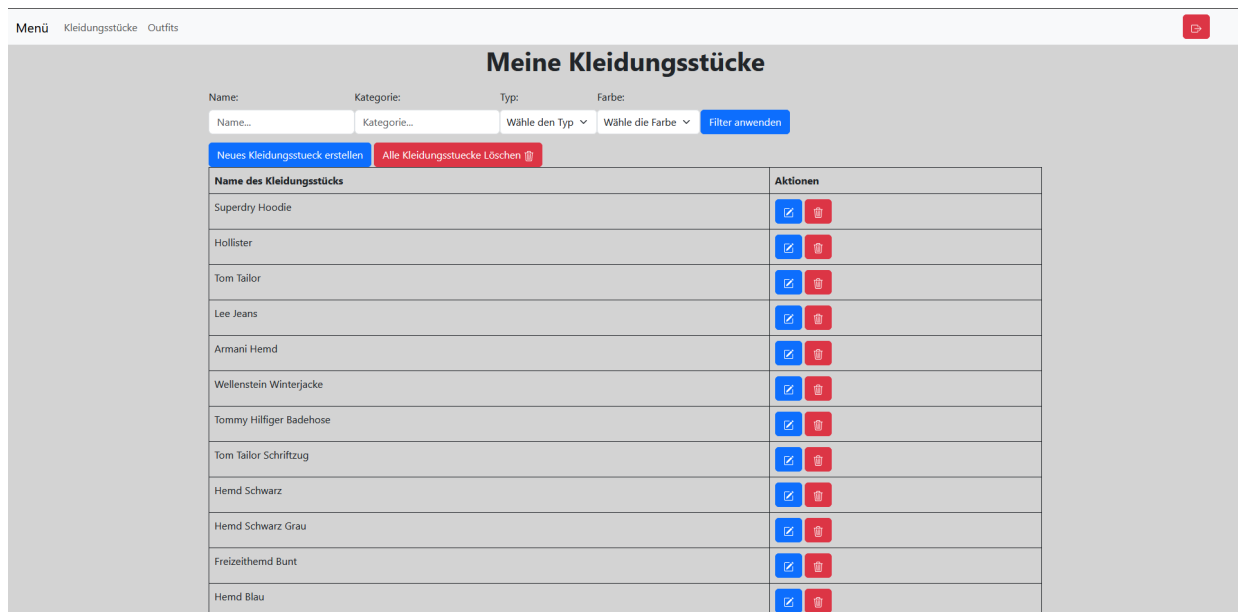 Menü Kleidungsstücke Outfits
Meine Kleidungsstücke
Name: Kategorie: Typ: Farbe:
Name... Kategorie... Wähle den Typ Wähle die Farbe Filter anwenden
Neues Kleidungsstueck erstellen Alle Kleidungsstuecke Löschen
Name des Kleidungsstücks Aktionen
Superdry Hoodie
Hollister
Tom Tailor
Lee Jeans
Armani Hemd
Wellenstein Winterjacke
Tommy Hilfiger Badehose
Tom Tailor Schriftzug
Hemd Schwarz
Hemd Schwarz Grau
Freizeithemd Bunt
Hemd Blau